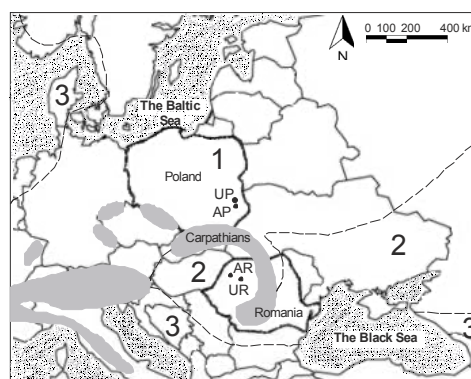 0 100 200 400 km
N
3
The Baltic
Sea
1
Poland
UP
AP
Carpathians
2
2
AR
UR
Romania
3
The Black Sea
3